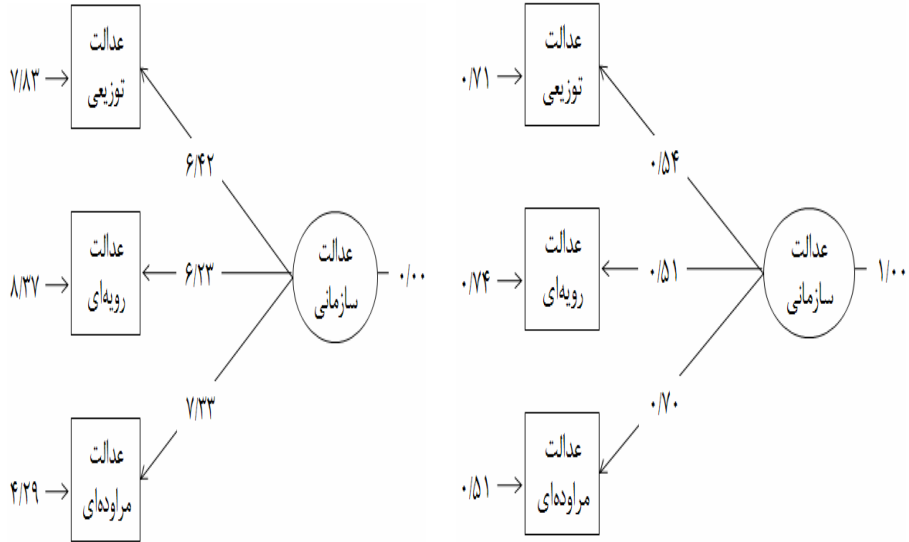 عدالت
توزیعی
۷/۸۳
۶/۴۲
عدالت
رویه‌ای
۸/۳۷
۶/۲۳
عدالت
سازمانی
۰/۰۰
۷/۳۳
عدالت
مراوده‌ای
۴/۲۹
عدالت
توزیعی
۰/۷۱
۰/۵۴
عدالت
رویه‌ای
۰/۷۴
۰/۵۱
عدالت
سازمانی
۱/۰۰
۰/۷۰
عدالت
مراوده‌ای
۰/۵۱